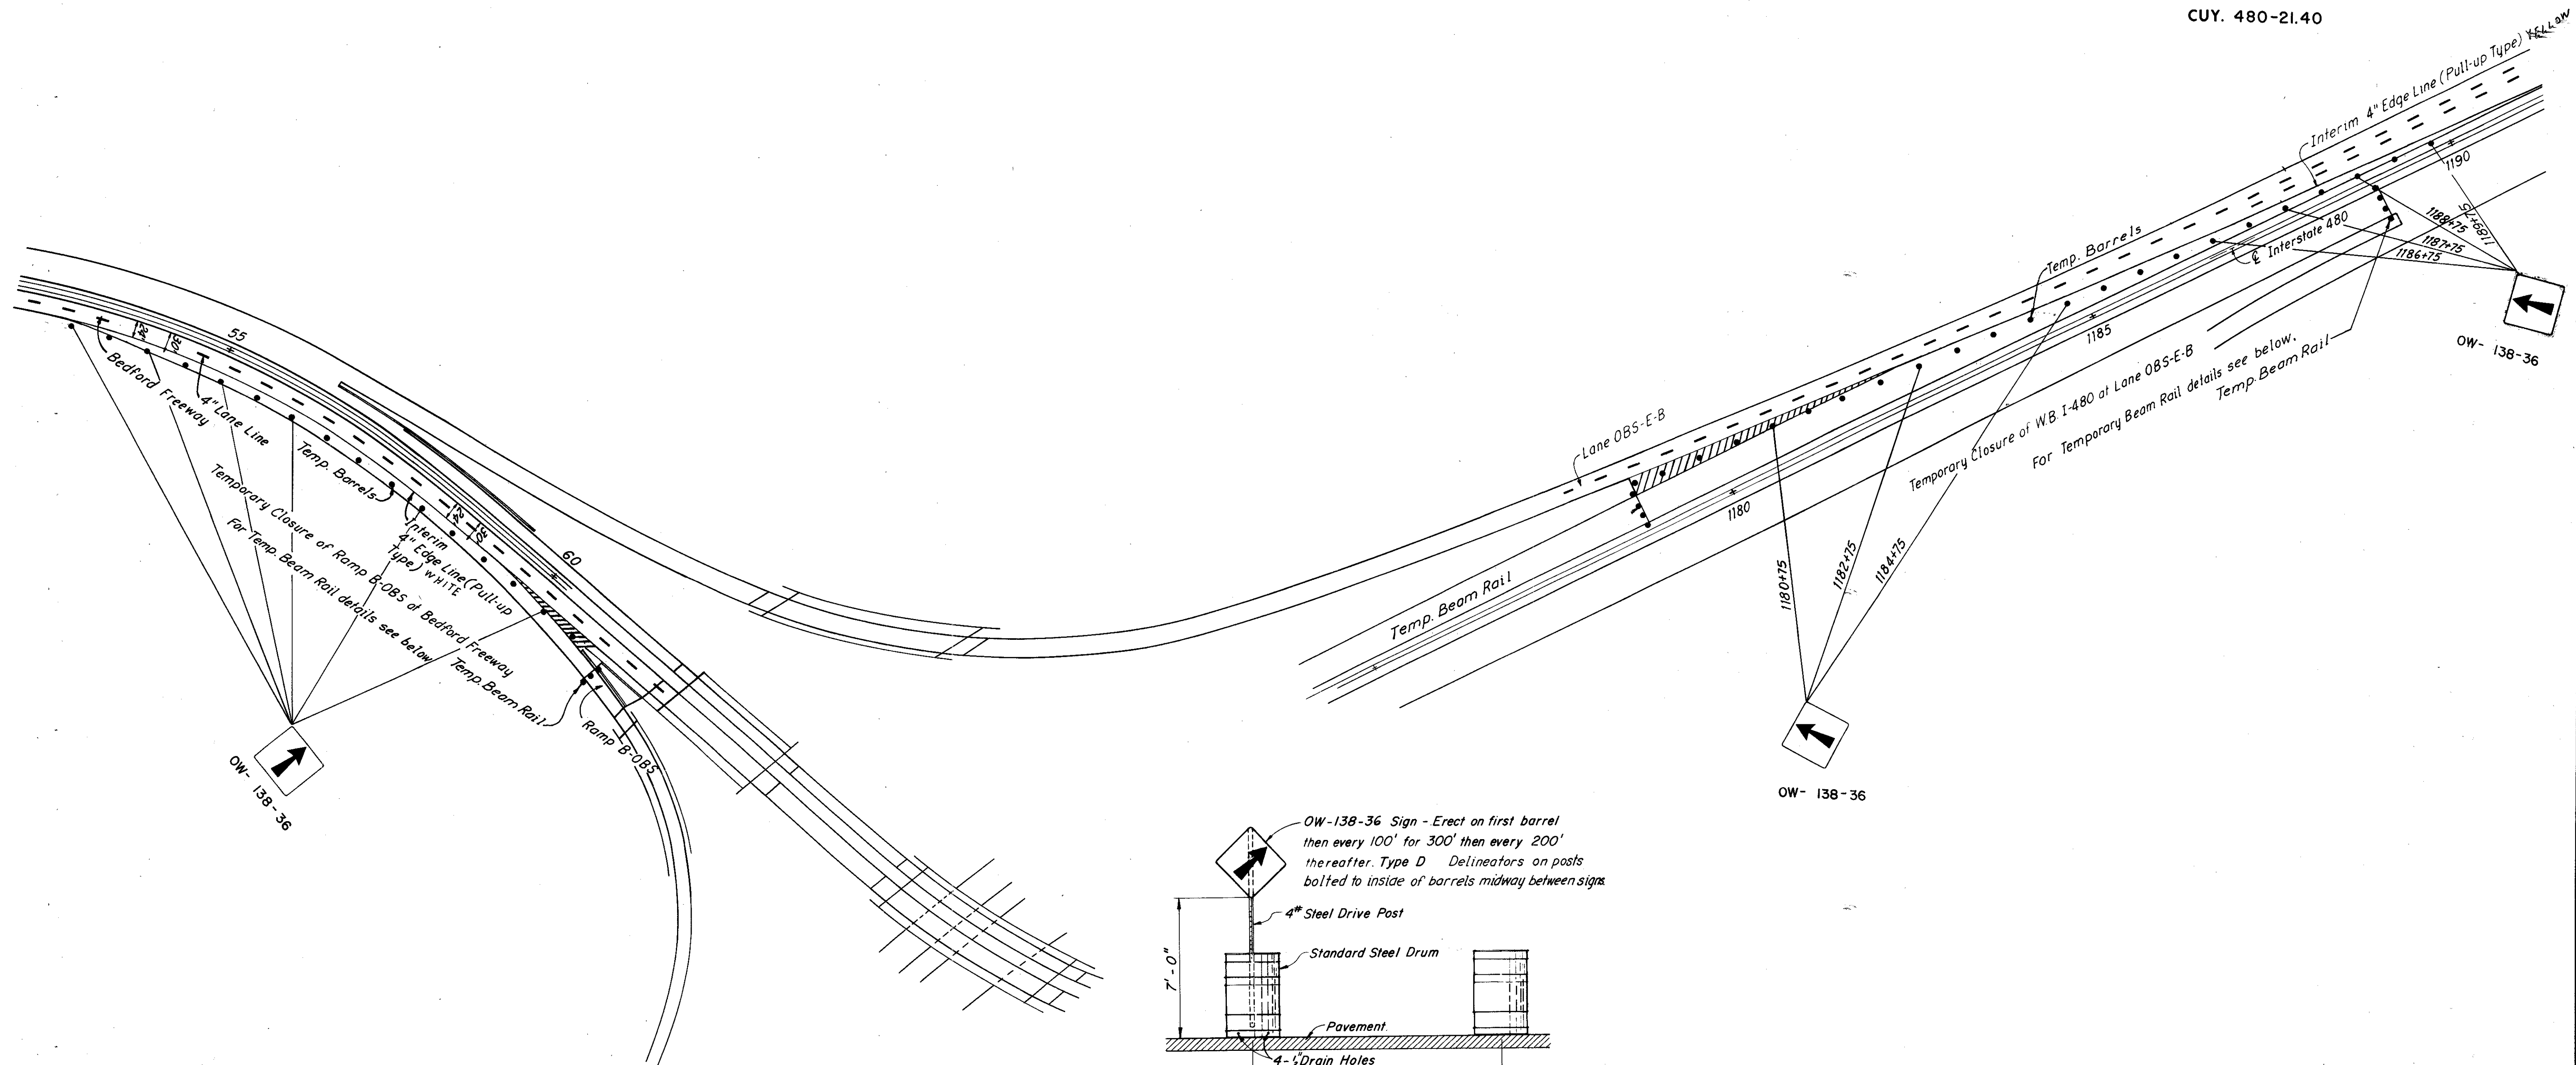 CUY. 480-21.40
Interim 4" Edge Line (Pull-up Type) YELLOW
1190
1189+75
1188+75
1187+75
1186+75
℄ Interstate 480
OW- 138-36
Temp. Barrels
1185
Temporary Closure of W.B. I-480 at Lane OBS-E-B
For Temporary Beam Rail details see below.
Temp. Beam Rail
Lane OBS-E-B
1180
1180+75
1182+75
1184+75
Temp. Beam Rail
OW- 138-36
55
24'
30'
Bedford Freeway
4" Lane Line
Temp. Barrels
Interim
4" Edge Line (Pull-up
Type) WHITE
24
30
60
Temporary Closure of Ramp B-OBS at Bedford Freeway
For Temp. Beam Rail details see below
Temp. Beam Rail
Ramp B-OBS
OW- 138-36
OW-138-36 Sign - Erect on first barrel
then every 100' for 300' then every 200'
thereafter. Type D Delineators on posts
bolted to inside of barrels midway between signs.
4# Steel Drive Post
Standard Steel Drum
7'-0"
Pavement
4-½" Drain Holes